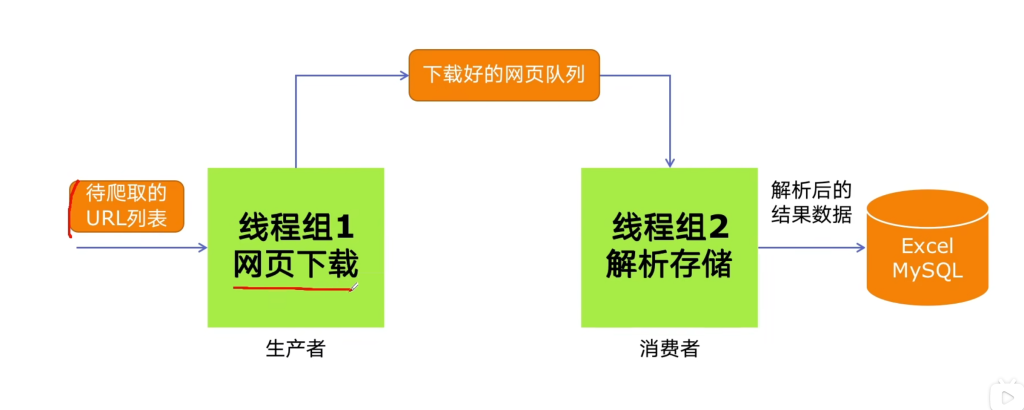 下载好的网页队列
待爬取的
URL列表
线程组1
网页下载
生产者
线程组2
解析存储
消费者
解析后的
结果数据
Excel
MySQL